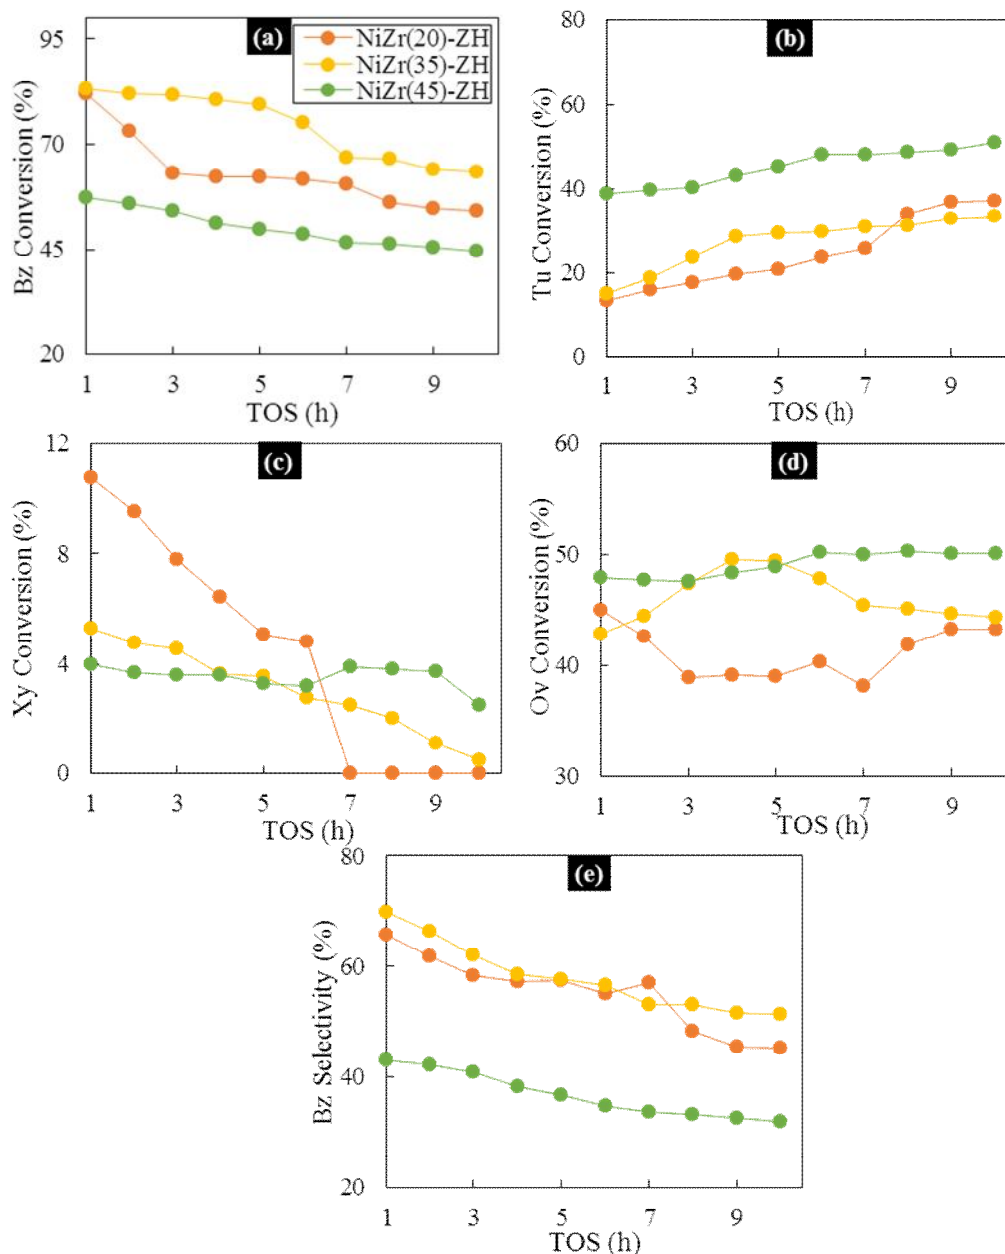 (a)
NiZr(20)-ZH
NiZr(35)-ZH
NiZr(45)-ZH
Bz Conversion (%)
95
70
45
20
1 3 5 7 9
TOS (h)
(b)
Tu Conversion (%)
80
60
40
20
0
1 3 5 7 9
TOS (h)
(c)
Xy Conversion (%)
12
8
4
0
1 3 5 7 9
TOS (h)
(d)
Ov Conversion (%)
60
50
40
30
1 3 5 7 9
TOS (h)
(e)
Bz Selectivity (%)
80
60
40
20
1 3 5 7 9
TOS (h)